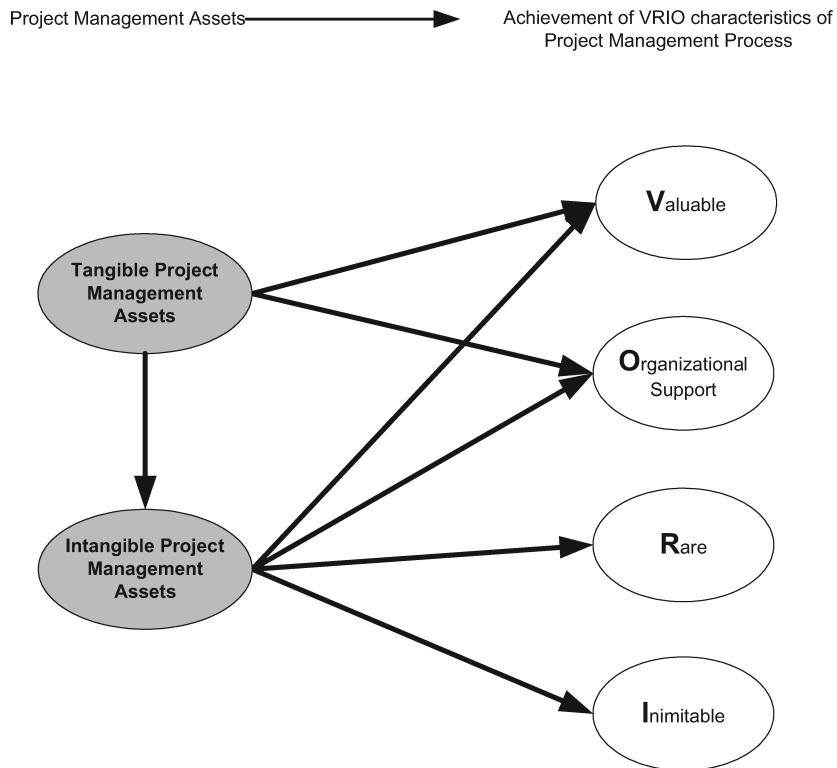 Project Management Assets
Achievement of VRIO characteristics of
Project Management Process
Valuable
Tangible Project
Management
Assets
Organizational
Support
Intangible Project
Management
Assets
Rare
Inimitable